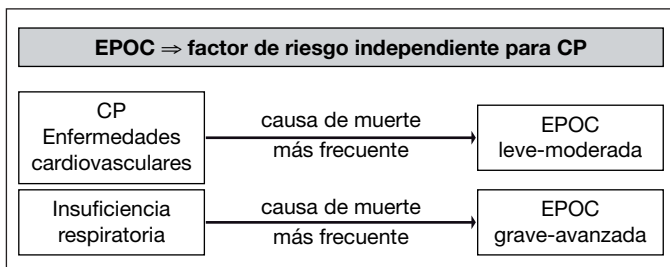 EPOC ⇒ factor de riesgo independiente para CP
CP
Enfermedades
cardiovasculares
causa de muerte
más frecuente
EPOC
leve-moderada
Insuficiencia
respiratoria
causa de muerte
más frecuente
EPOC
grave-avanzada